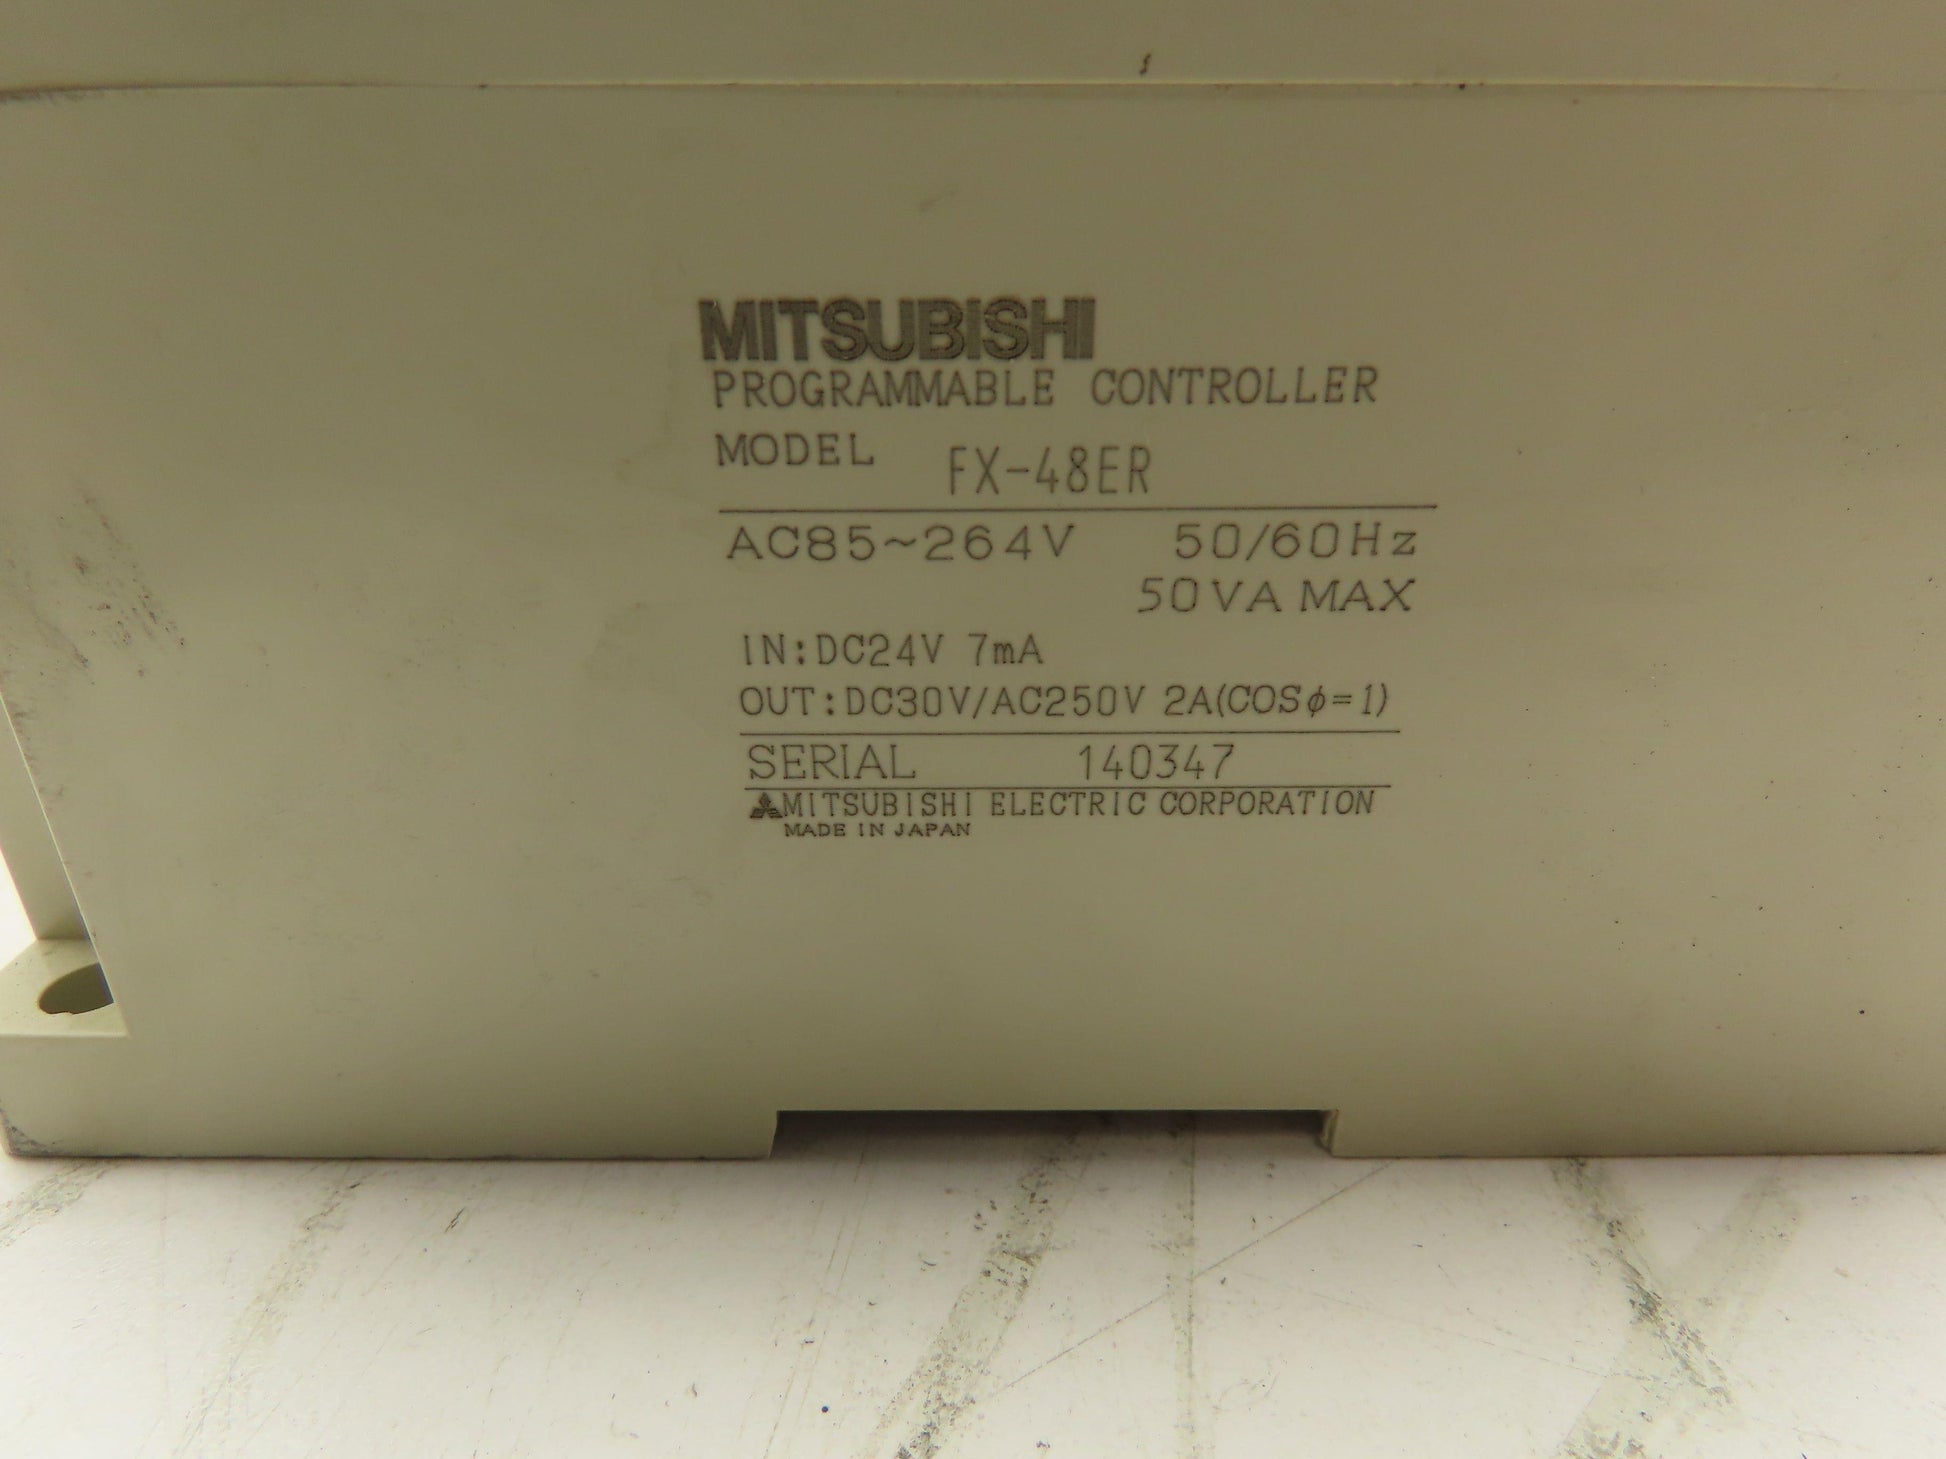 MITSUBISHI
PROGRAMMABLE CONTROLLER
MODEL FX-48ER
AC85~264V 50/60Hz
50VA MAX
IN:DC24V 7mA
OUT:DC30V/AC250V 2A(COSφ=1)
SERIAL 140347
MITSUBISHI ELECTRIC CORPORATION
MADE IN JAPAN